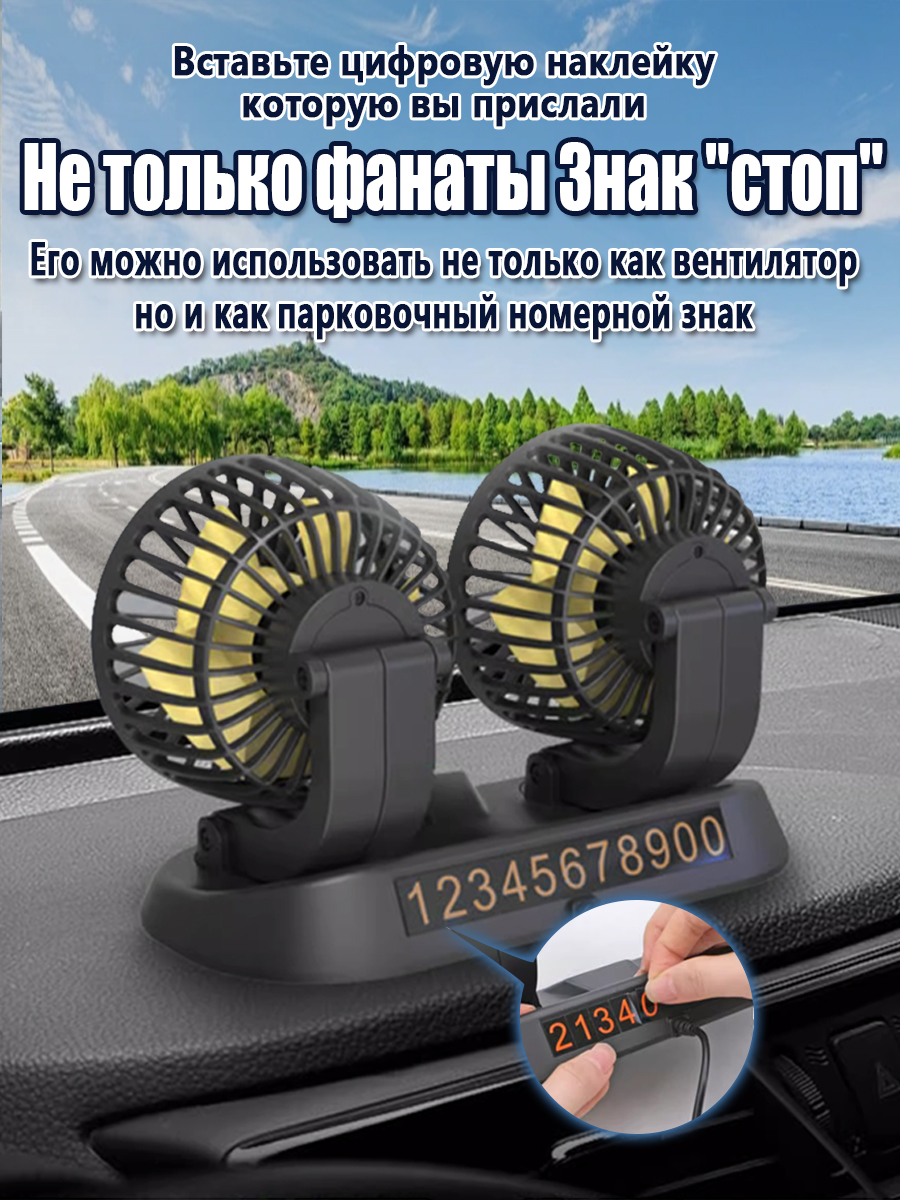 Вставьте цифровую наклейку
которую вы прислали
Не только фанаты Знак "стоп"
Его можно использовать не только как вентилятор
но и как парковочный номерной знак
12345678900
21340